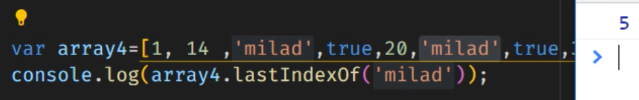 5
var array4=[1, 14 ,'milad',true,20,'milad',true,
console.log(array4.lastIndexOf('milad'));
>